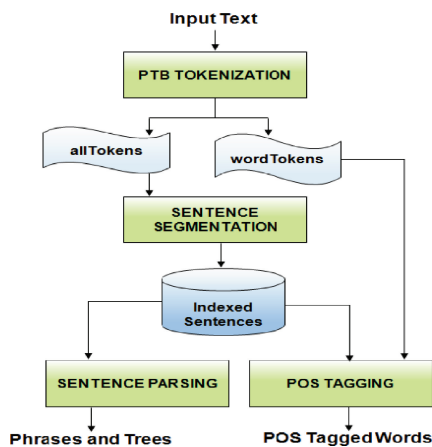 Input Text
PTB TOKENIZATION
allTokens
wordTokens
SENTENCE
SEGMENTATION
Indexed
Sentences
SENTENCE PARSING
POS TAGGING
Phrases and Trees
POS Tagged Words